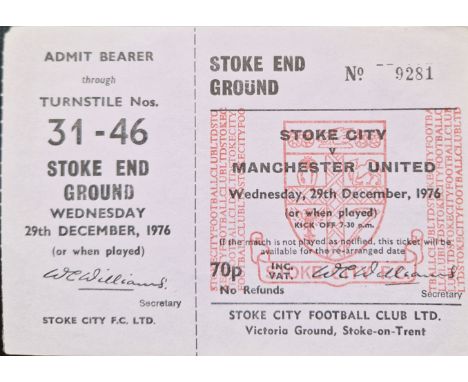 ADMIT BEARER
through
TURNSTILE Nos.
31-46
STOKE END
GROUND
WEDNESDAY
29th DECEMBER, 1976
(or when played)
W C Williams.
Secretary
STOKE CITY F.C. LTD.
STOKE END
GROUND
No 9281
STOKE CITY
v
MANCHESTER UNITED
Wednesday, 29th December, 1976
(or when played)
KICK OFF 7-30 p.m.
If the match is not played as notified, this ticket will be
available for the re-arranged date
70p INC. VAT.
W C Williams.
No Refunds
Secretary
STOKE CITY FOOTBALL CLUB LTD.
Victoria Ground, Stoke-on-Trent